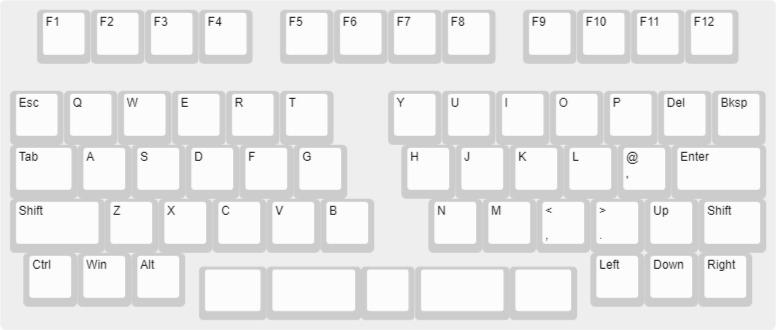 F1 F2 F3 F4 F5 F6 F7 F8 F9 F10 F11 F12
Esc Q W E R T Y U I O P Del Bksp
Tab A S D F G H J K L @ Enter
'
Shift Z X C V B N M < > Up Shift
, .
Ctrl Win Alt Left Down Right